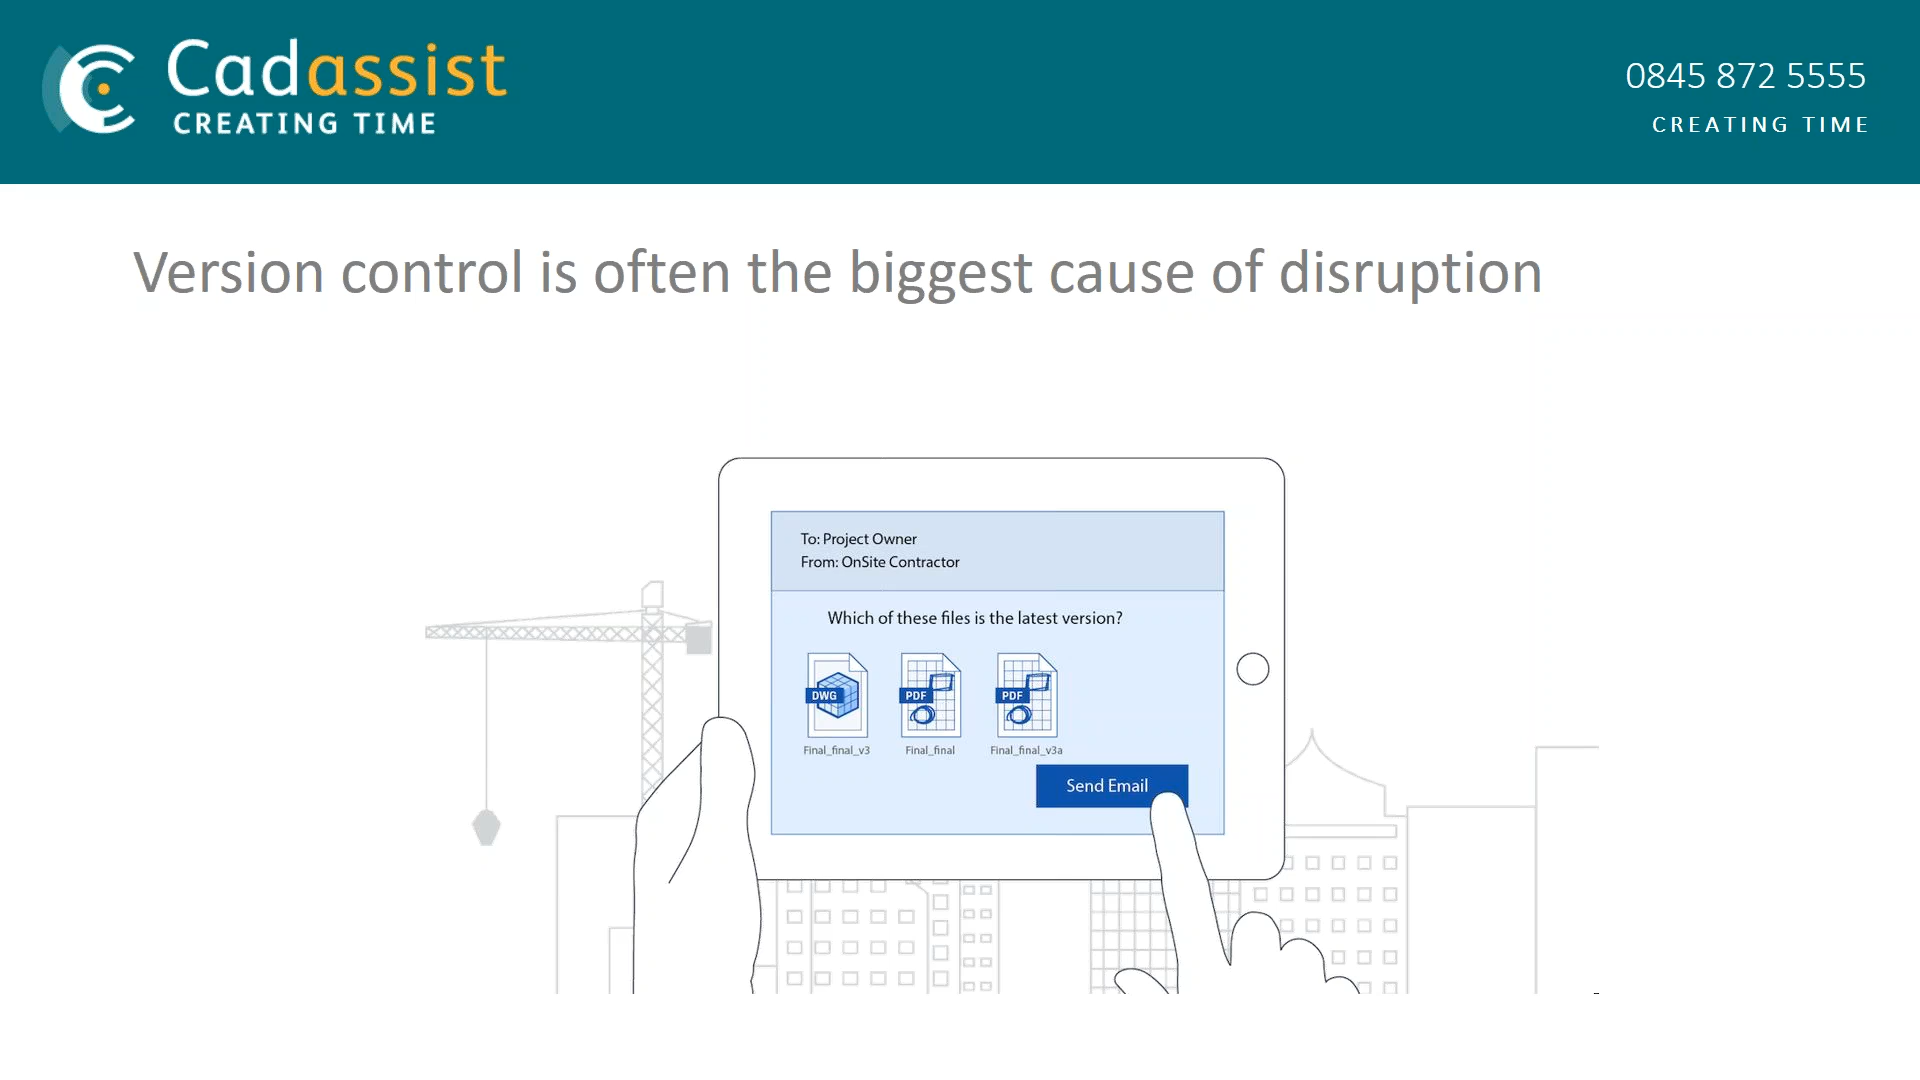 Cadassist
CREATING TIME
0845 872 5555
CREATING TIME
Version control is often the biggest cause of disruption
To: Project Owner
From: OnSite Contractor
Which of these files is the latest version?
DWG PDF PDF
Final_final_v3 Final_final Final_final_v3a
Send Email